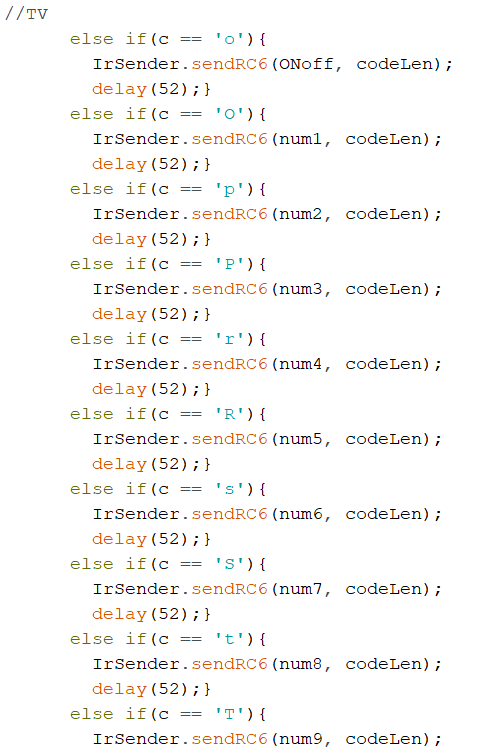 //TV
else if(c == 'o'){
IrSender.sendRC6(ONoff, codeLen);
delay(52);}
else if(c == 'O'){
IrSender.sendRC6(num1, codeLen);
delay(52);}
else if(c == 'p'){
IrSender.sendRC6(num2, codeLen);
delay(52);}
else if(c == 'P'){
IrSender.sendRC6(num3, codeLen);
delay(52);}
else if(c == 'r'){
IrSender.sendRC6(num4, codeLen);
delay(52);}
else if(c == 'R'){
IrSender.sendRC6(num5, codeLen);
delay(52);}
else if(c == 's'){
IrSender.sendRC6(num6, codeLen);
delay(52);}
else if(c == 'S'){
IrSender.sendRC6(num7, codeLen);
delay(52);}
else if(c == 't'){
IrSender.sendRC6(num8, codeLen);
delay(52);}
else if(c == 'T'){
IrSender.sendRC6(num9, codeLen);